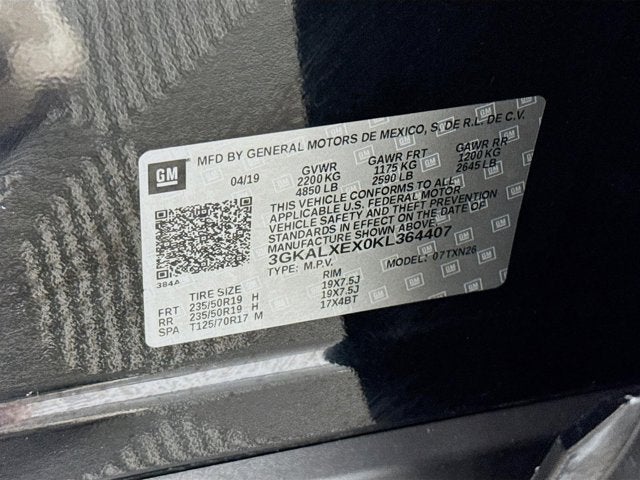 GM
MFD BY GENERAL MOTORS DE MEXICO, S. DE R.L. DE C.V.
04/19
GVWR GAWR FRT GAWR RR
2200 KG 1175 KG 1200 KG
4850 LB 2590 LB 2645 LB
THIS VEHICLE CONFORMS TO ALL
APPLICABLE U.S. FEDERAL MOTOR
VEHICLE SAFETY AND THEFT PREVENTION
STANDARDS IN EFFECT ON THE DATE OF
MANUFACTURE SHOWN ABOVE.
3GKALXEX0KL364407
TYPE: M.P.V. MODEL: 07TXN26
384A
TIRE SIZE RIM
FRT 235/50R19 H 19X7.5J
RR 235/50R19 H 19X7.5J
SPA T125/70R17 M 17X4BT